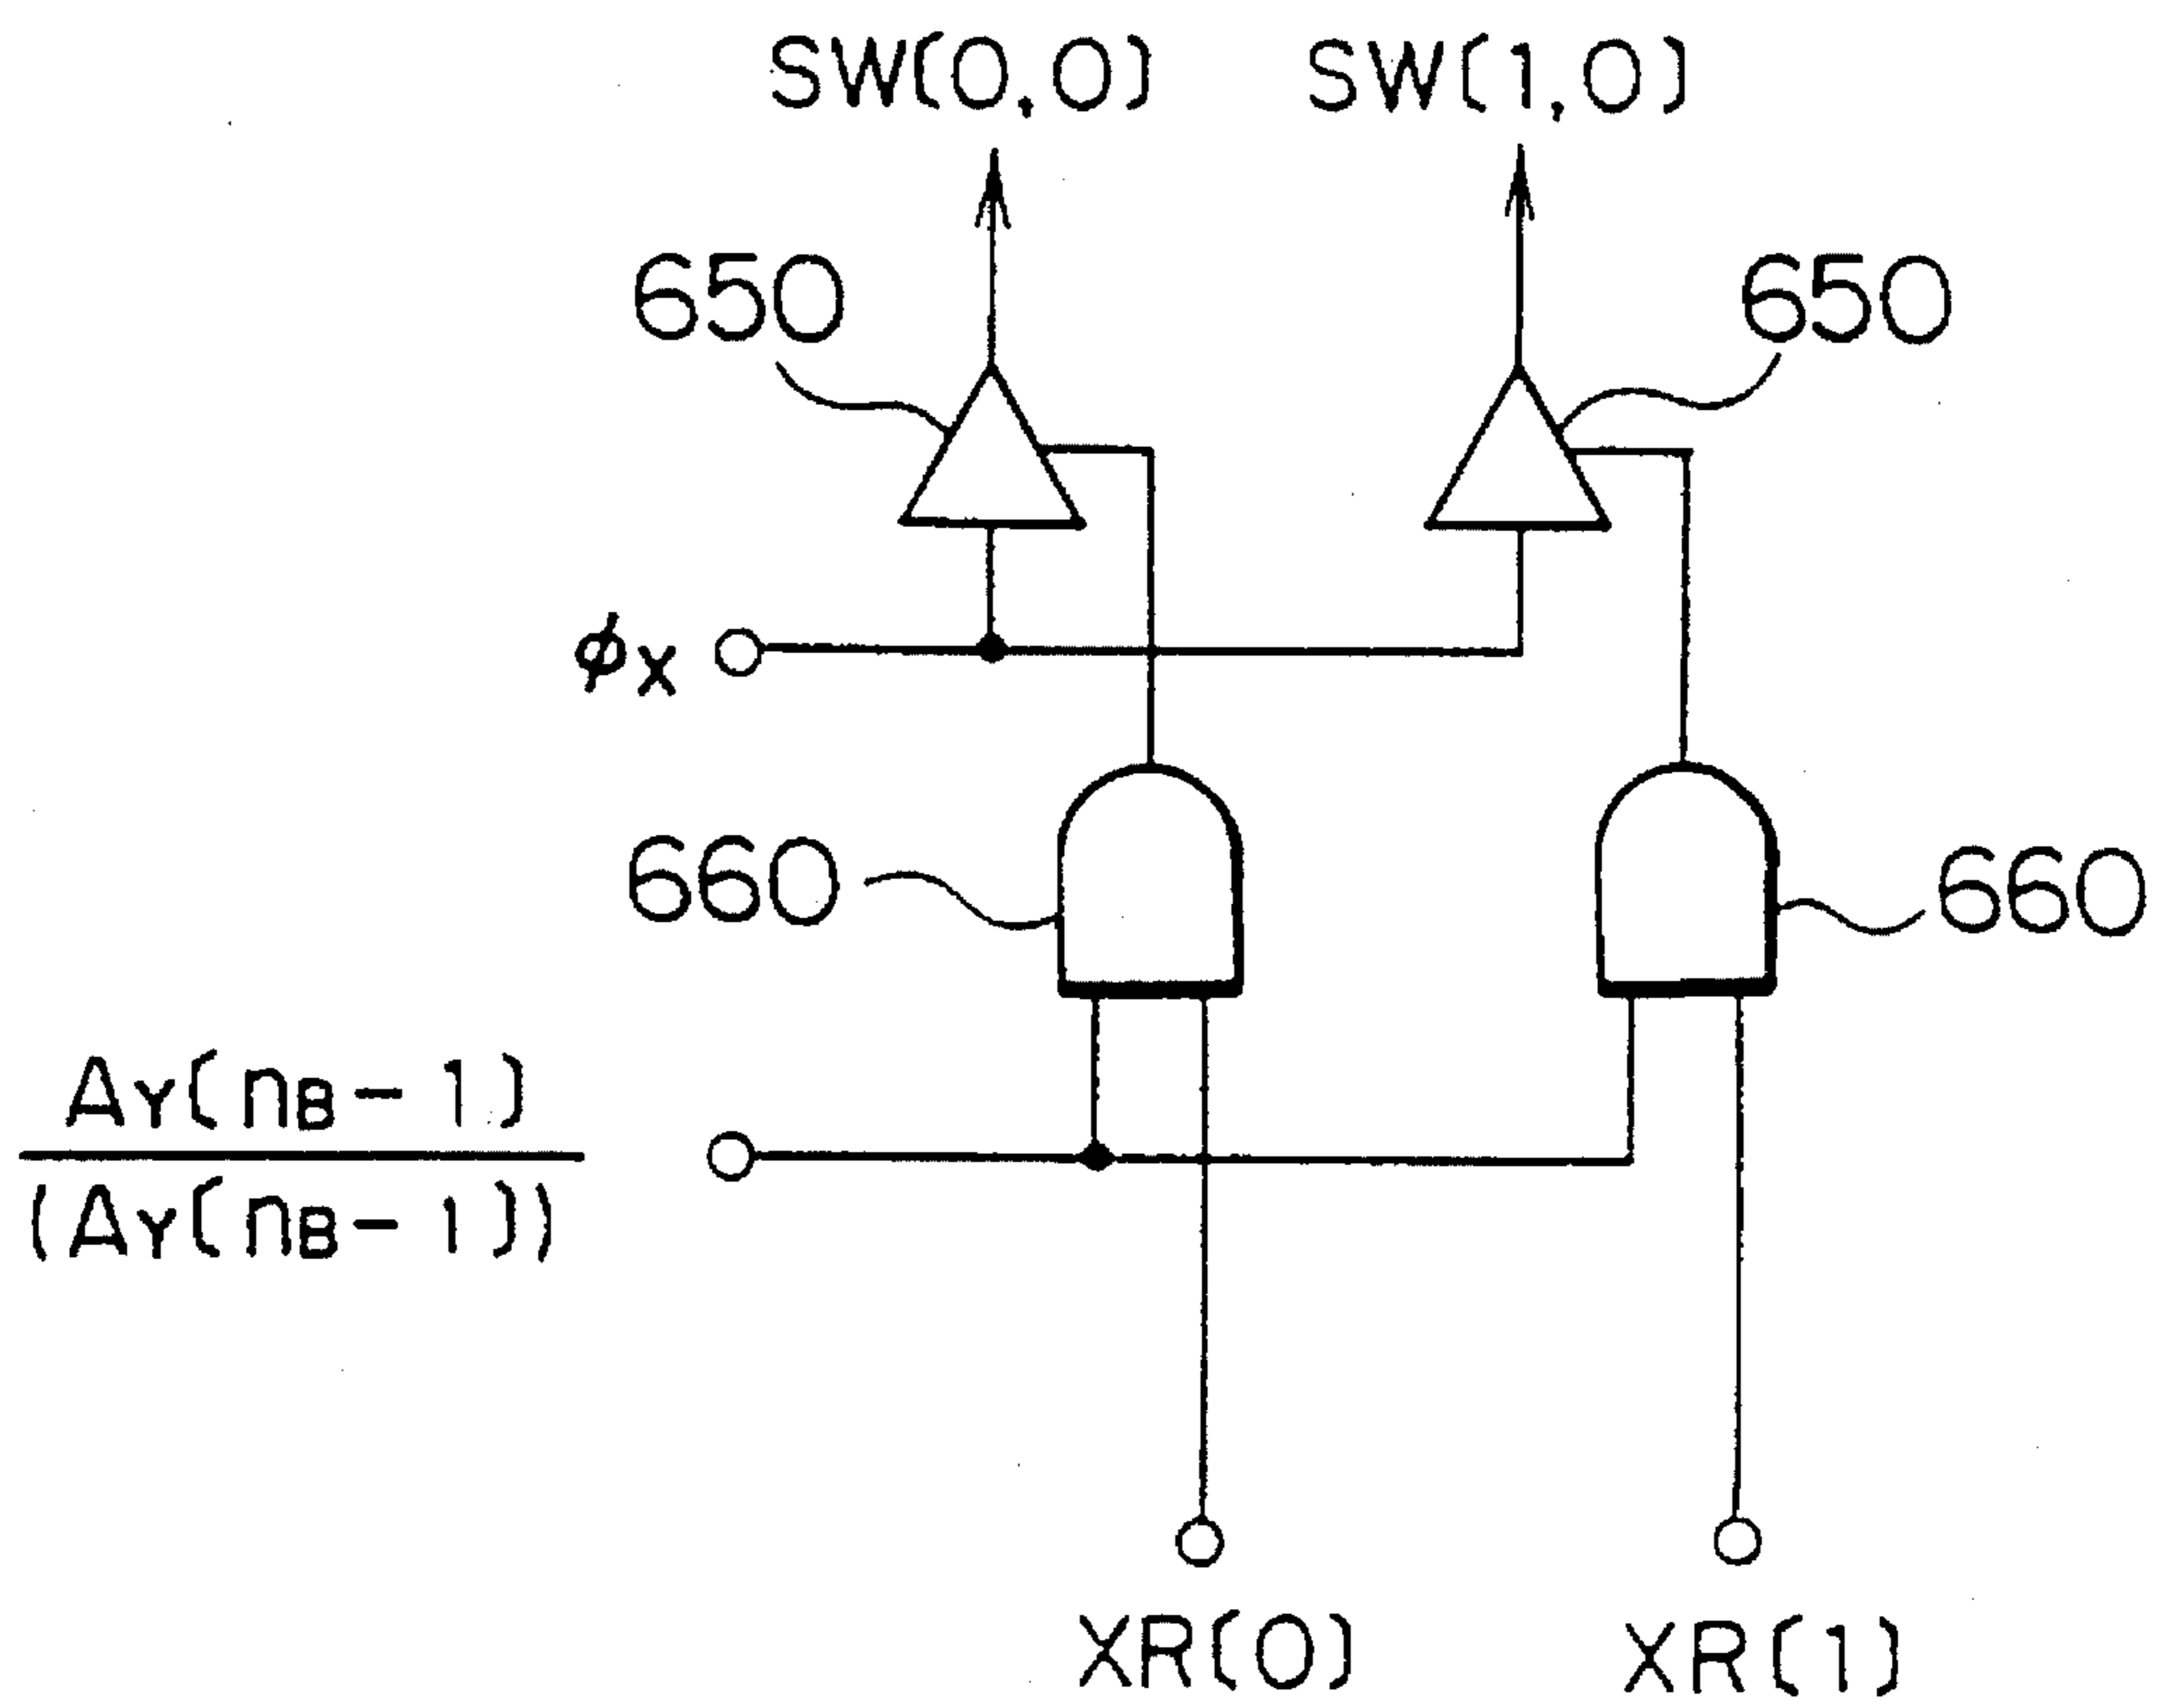 SW(0,0) SW(1,0)
650 650
φX
660 660
AY(nB-1)
(AY(nB-1))
XR(0) XR(1)